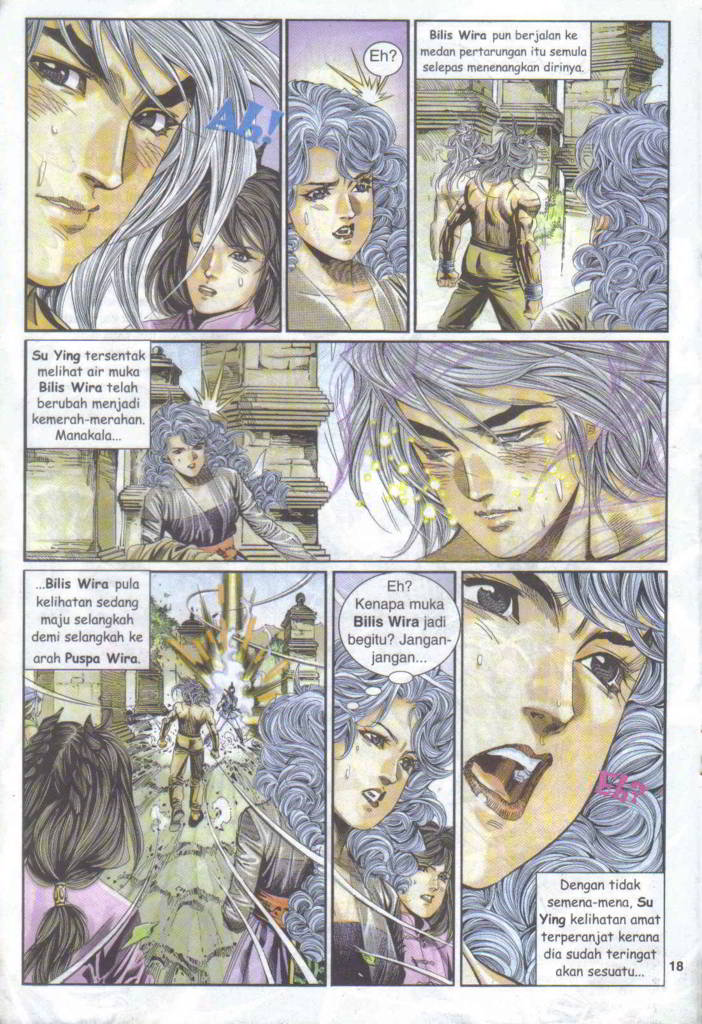 Ah!
Eh?
Bilis Wira pun berjalan ke
medan pertarungan itu semula
selepas menenangkan dirinya.
Su Ying tersentak
melihat air muka
Bilis Wira telah
berubah menjadi
kemerah-merahan.
Manakala...
...Bilis Wira pula
kelihatan sedang
maju selangkah
demi selangkah ke
arah Puspa Wira.
Eh?
Kenapa muka
Bilis Wira jadi
begitu? Jangan-
jangan...
Eh?
Dengan tidak
semena-mena, Su
Ying kelihatan amat
terperanjat kerana
dia sudah teringat
akan sesuatu...
18